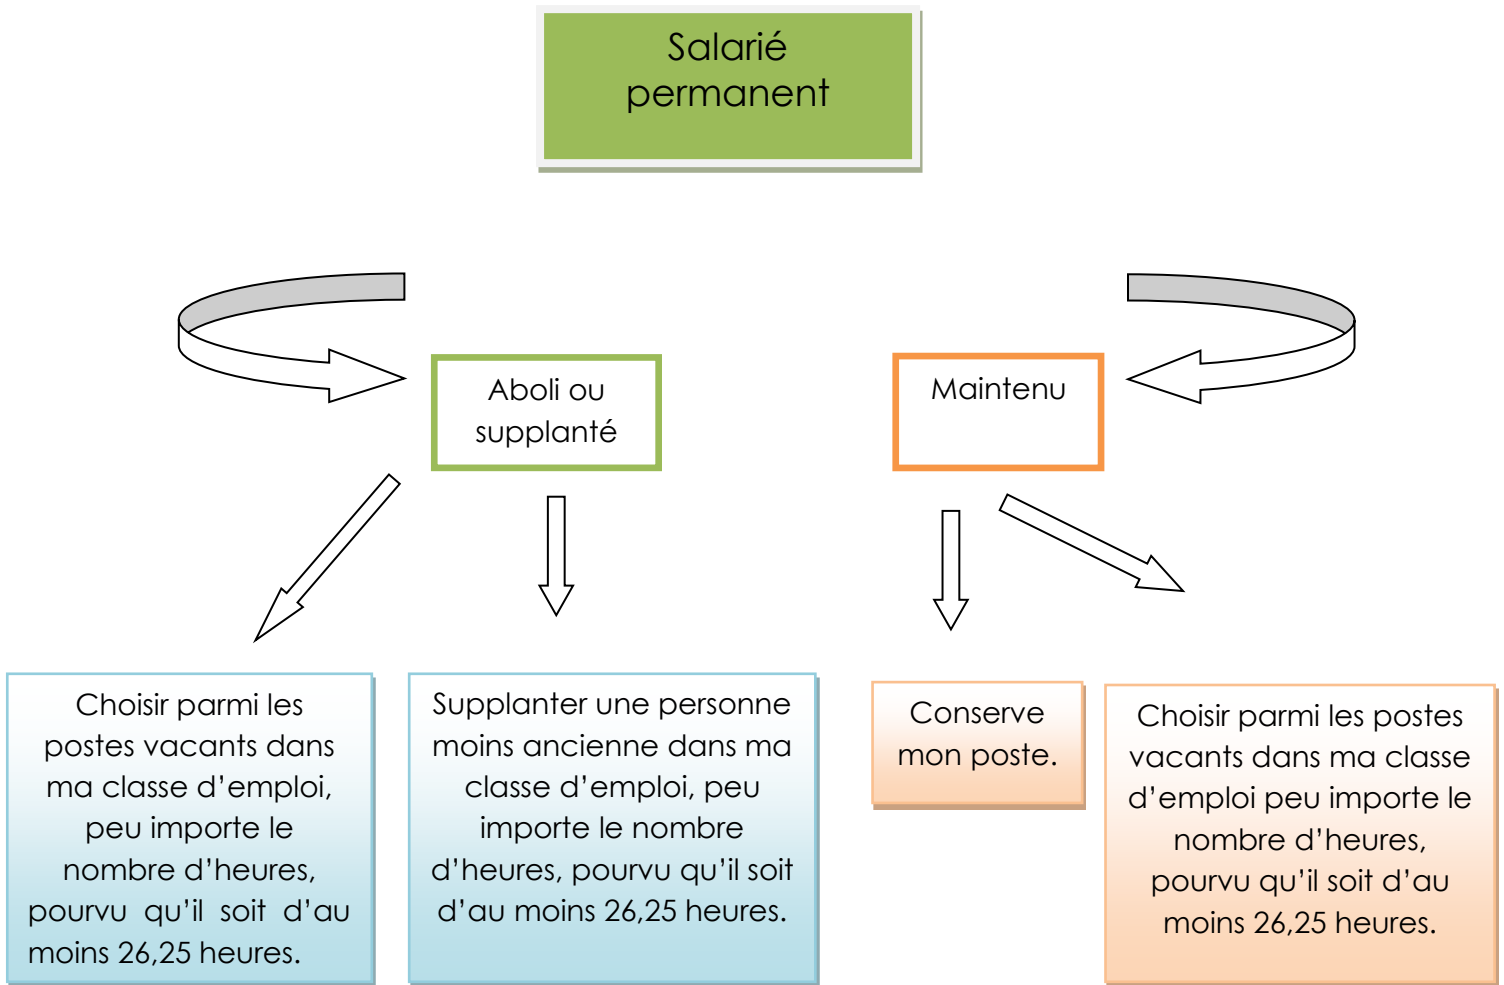 Salarié
permanent
Aboli ou
supplanté
Maintenu
Choisir parmi les
postes vacants dans
ma classe d’emploi,
peu importe le
nombre d’heures,
pourvu qu’il soit d’au
moins 26,25 heures.
Supplanter une personne
moins ancienne dans ma
classe d’emploi, peu
importe le nombre
d’heures, pourvu qu’il soit
d’au moins 26,25 heures.
Conserve
mon poste.
Choisir parmi les postes
vacants dans ma classe
d’emploi peu importe le
nombre d’heures,
pourvu qu’il soit d’au
moins 26,25 heures.